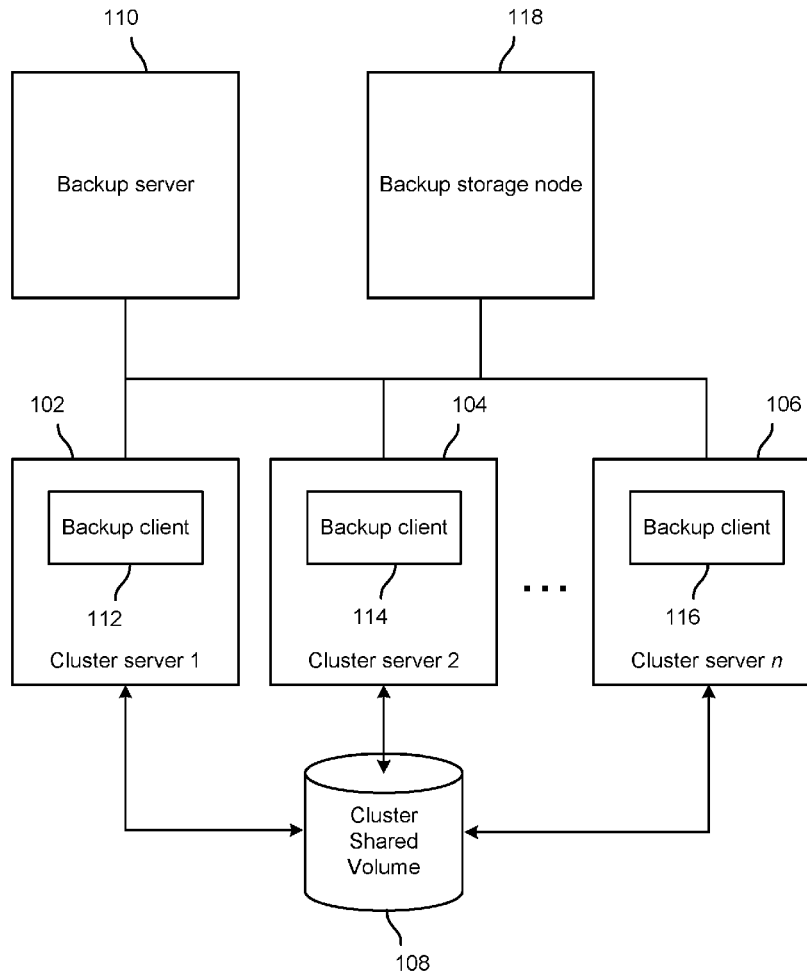 110
118
Backup server
Backup storage node
102
104
106
Backup client
Backup client
Backup client
112
114
116
...
Cluster server 1
Cluster server 2
Cluster server n
Cluster
Shared
Volume
108